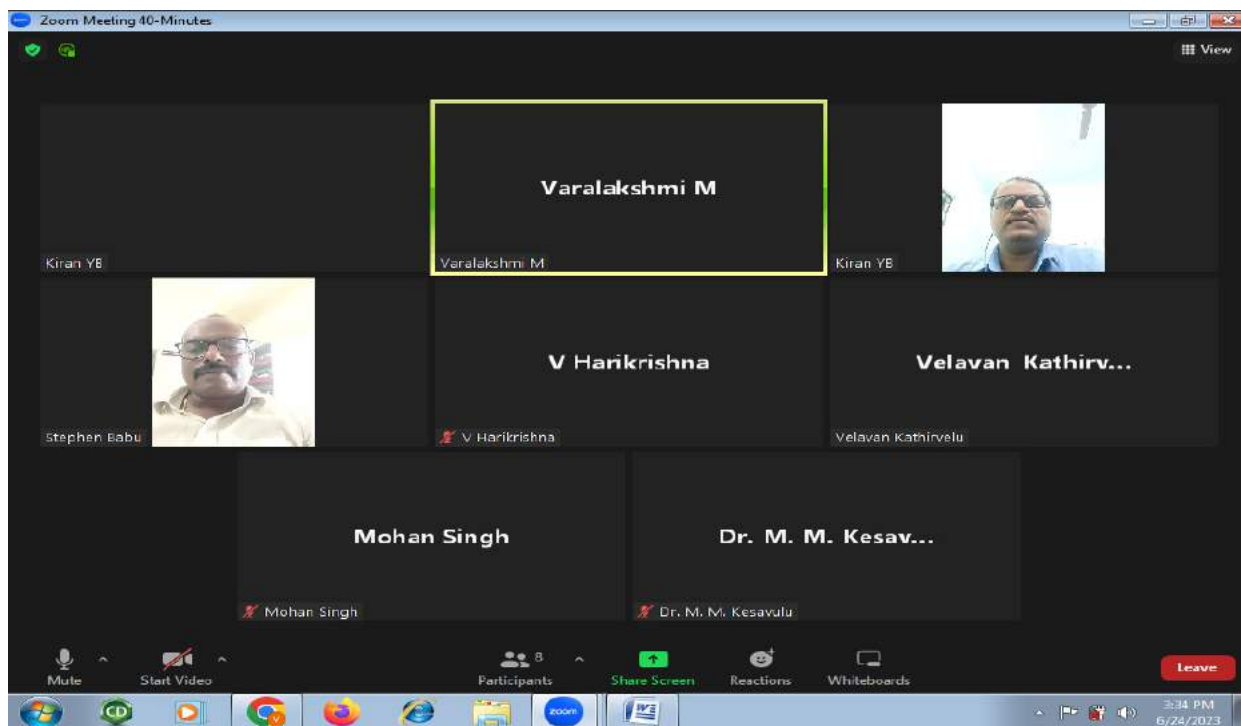 Zoom Meeting 40-Minutes
View
Varalakshmi M
Kiran YB
Varalakshmi M
Kiran YB
V Harikrishna
Velavan Kathirv...
Stephen Babu
V Harikrishna
Velavan Kathirvelu
Mohan Singh
Dr. M. M. Kesav...
Mohan Singh
Dr. M. M. Kesavulu
8
Mute
Start Video
Participants
Share Screen
Reactions
Whiteboards
Leave
CD
zoom
3:34 PM
6/24/2023